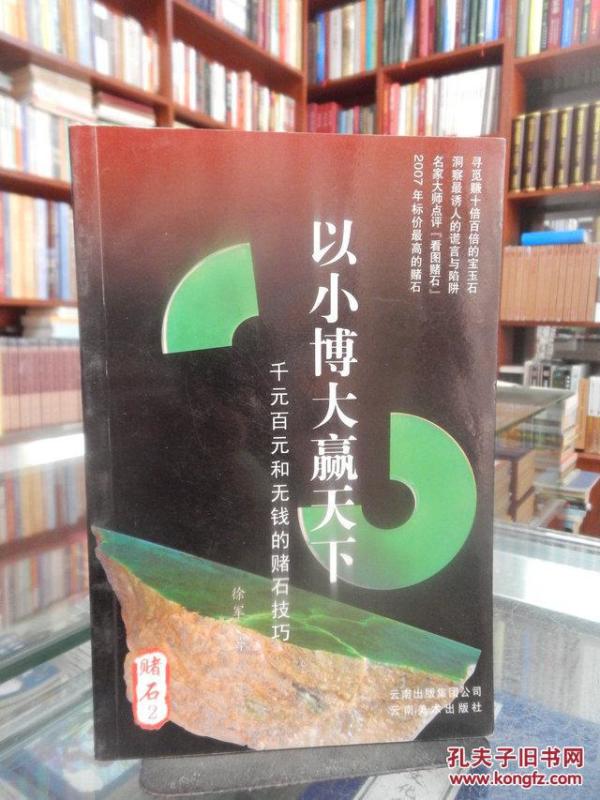 寻觅赚十倍百倍的宝玉石
洞察最诱人的谎言与陷阱
名家大师点评『看图赌石』
2007年标价最高的赌石
以小博大赢天下
千元百元和无钱的赌石技巧
徐军 著
赌石2
云南出版集团公司
云南美术出版社
孔夫子旧书网
www.kongfz.com